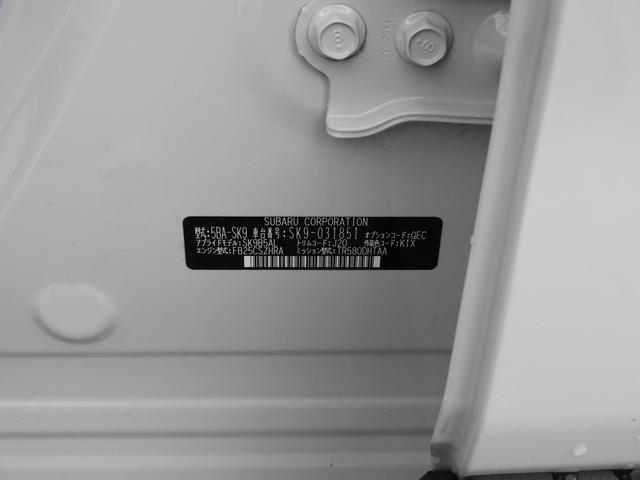 SUBARU CORPORATION
型式:5BA-SK9 車台番号:SK9-031851 オプションコード:QEC
アプライドモデル:SK9B5AL トリムコード:J20 外装色コード:K1X
エンジン型式:FB25CSZHRA ミッション型式:TR580DHTAA